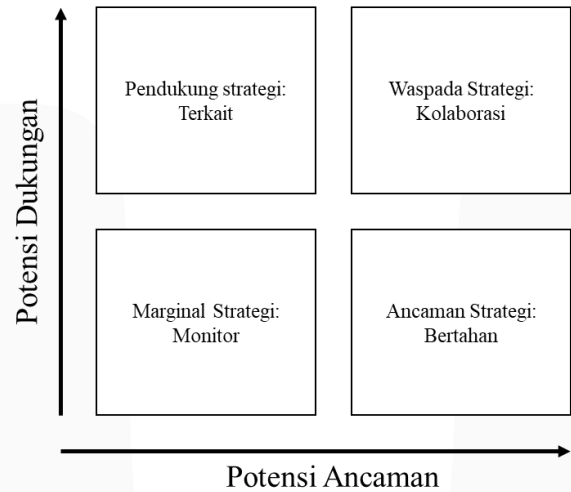 Potensi Dukungan
Pendukung strategi:
Terkait
Waspada Strategi:
Kolaborasi
Marginal Strategi:
Monitor
Ancaman Strategi:
Bertahan
Potensi Ancaman